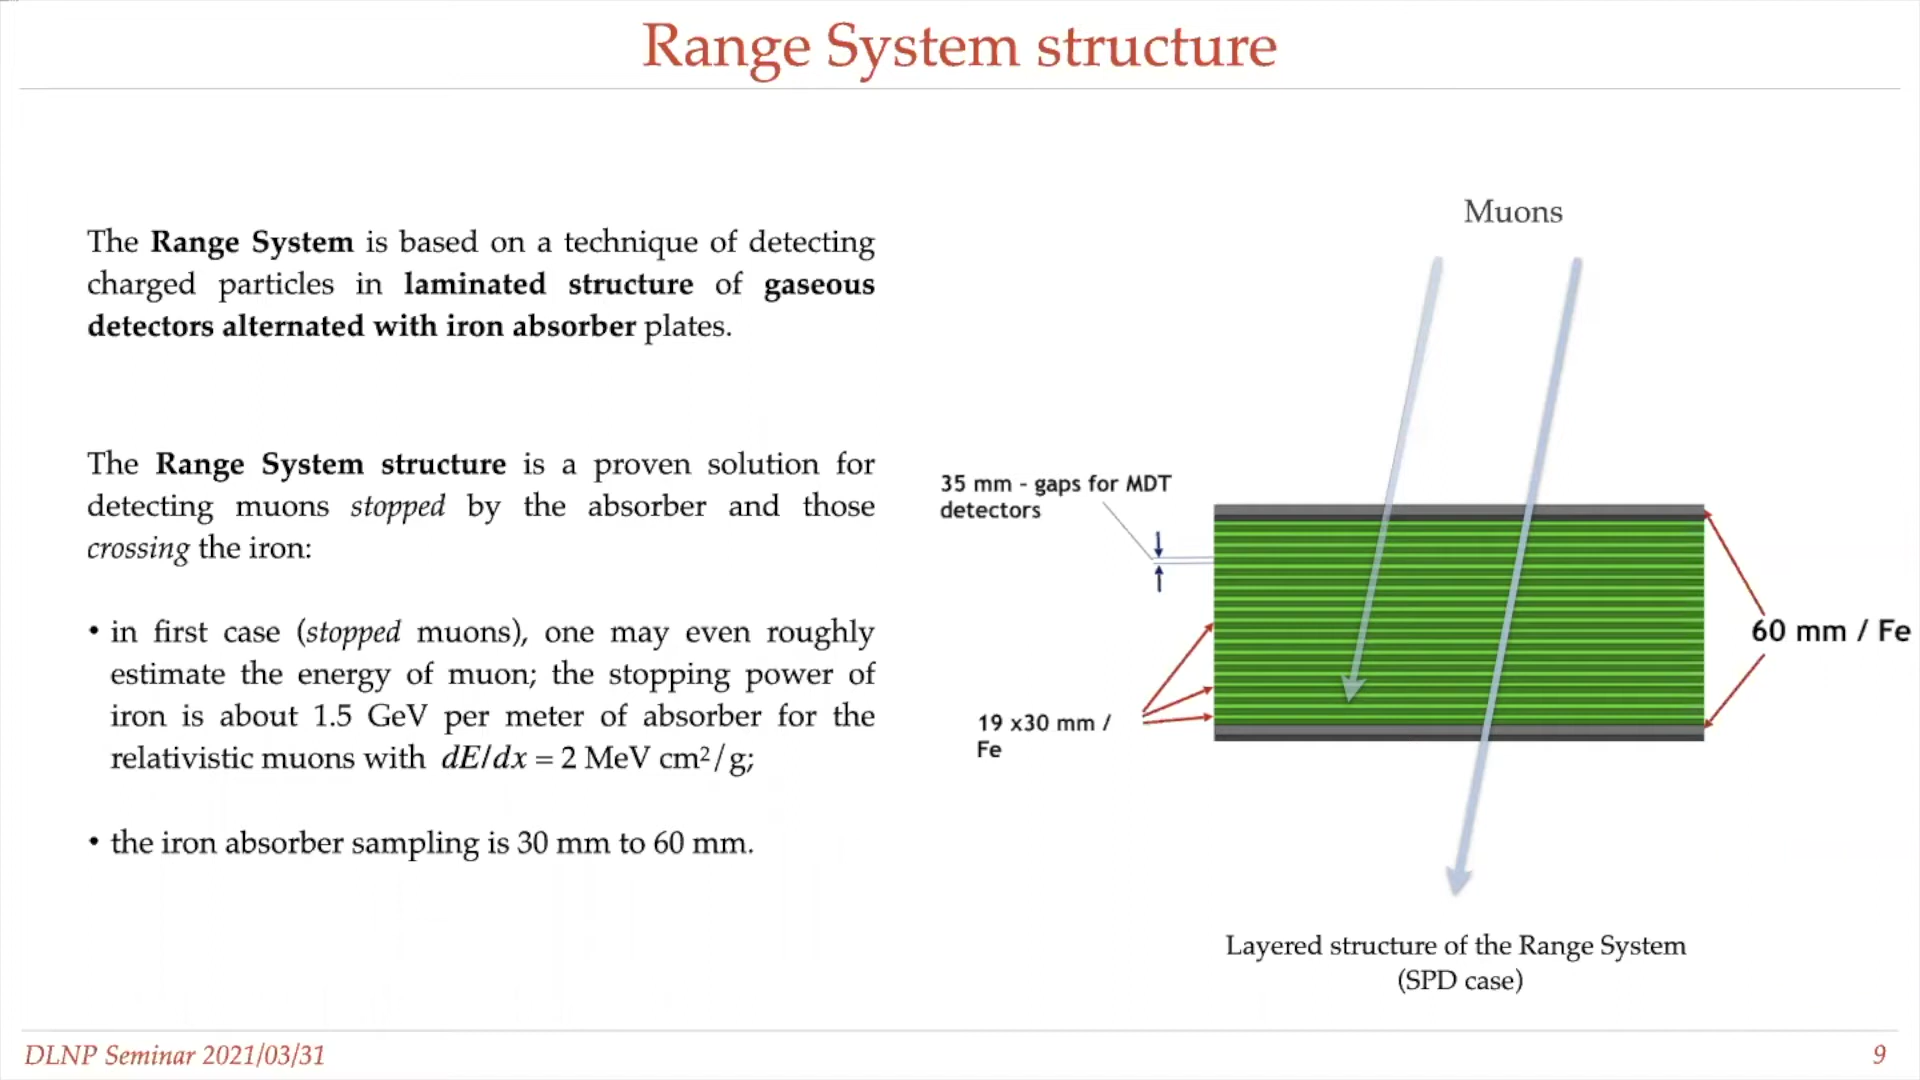 Range System structure
The Range System is based on a technique of detecting
charged particles in laminated structure of gaseous
detectors alternated with iron absorber plates.
The Range System structure is a proven solution for
detecting muons stopped by the absorber and those
crossing the iron:
• in first case (stopped muons), one may even roughly
estimate the energy of muon; the stopping power of
iron is about 1.5 GeV per meter of absorber for the
relativistic muons with dE/dx = 2 MeV cm²/g;
• the iron absorber sampling is 30 mm to 60 mm.
Muons
35 mm - gaps for MDT
detectors
60 mm / Fe
19 x30 mm /
Fe
Layered structure of the Range System
(SPD case)
DLNP Seminar 2021/03/31
9